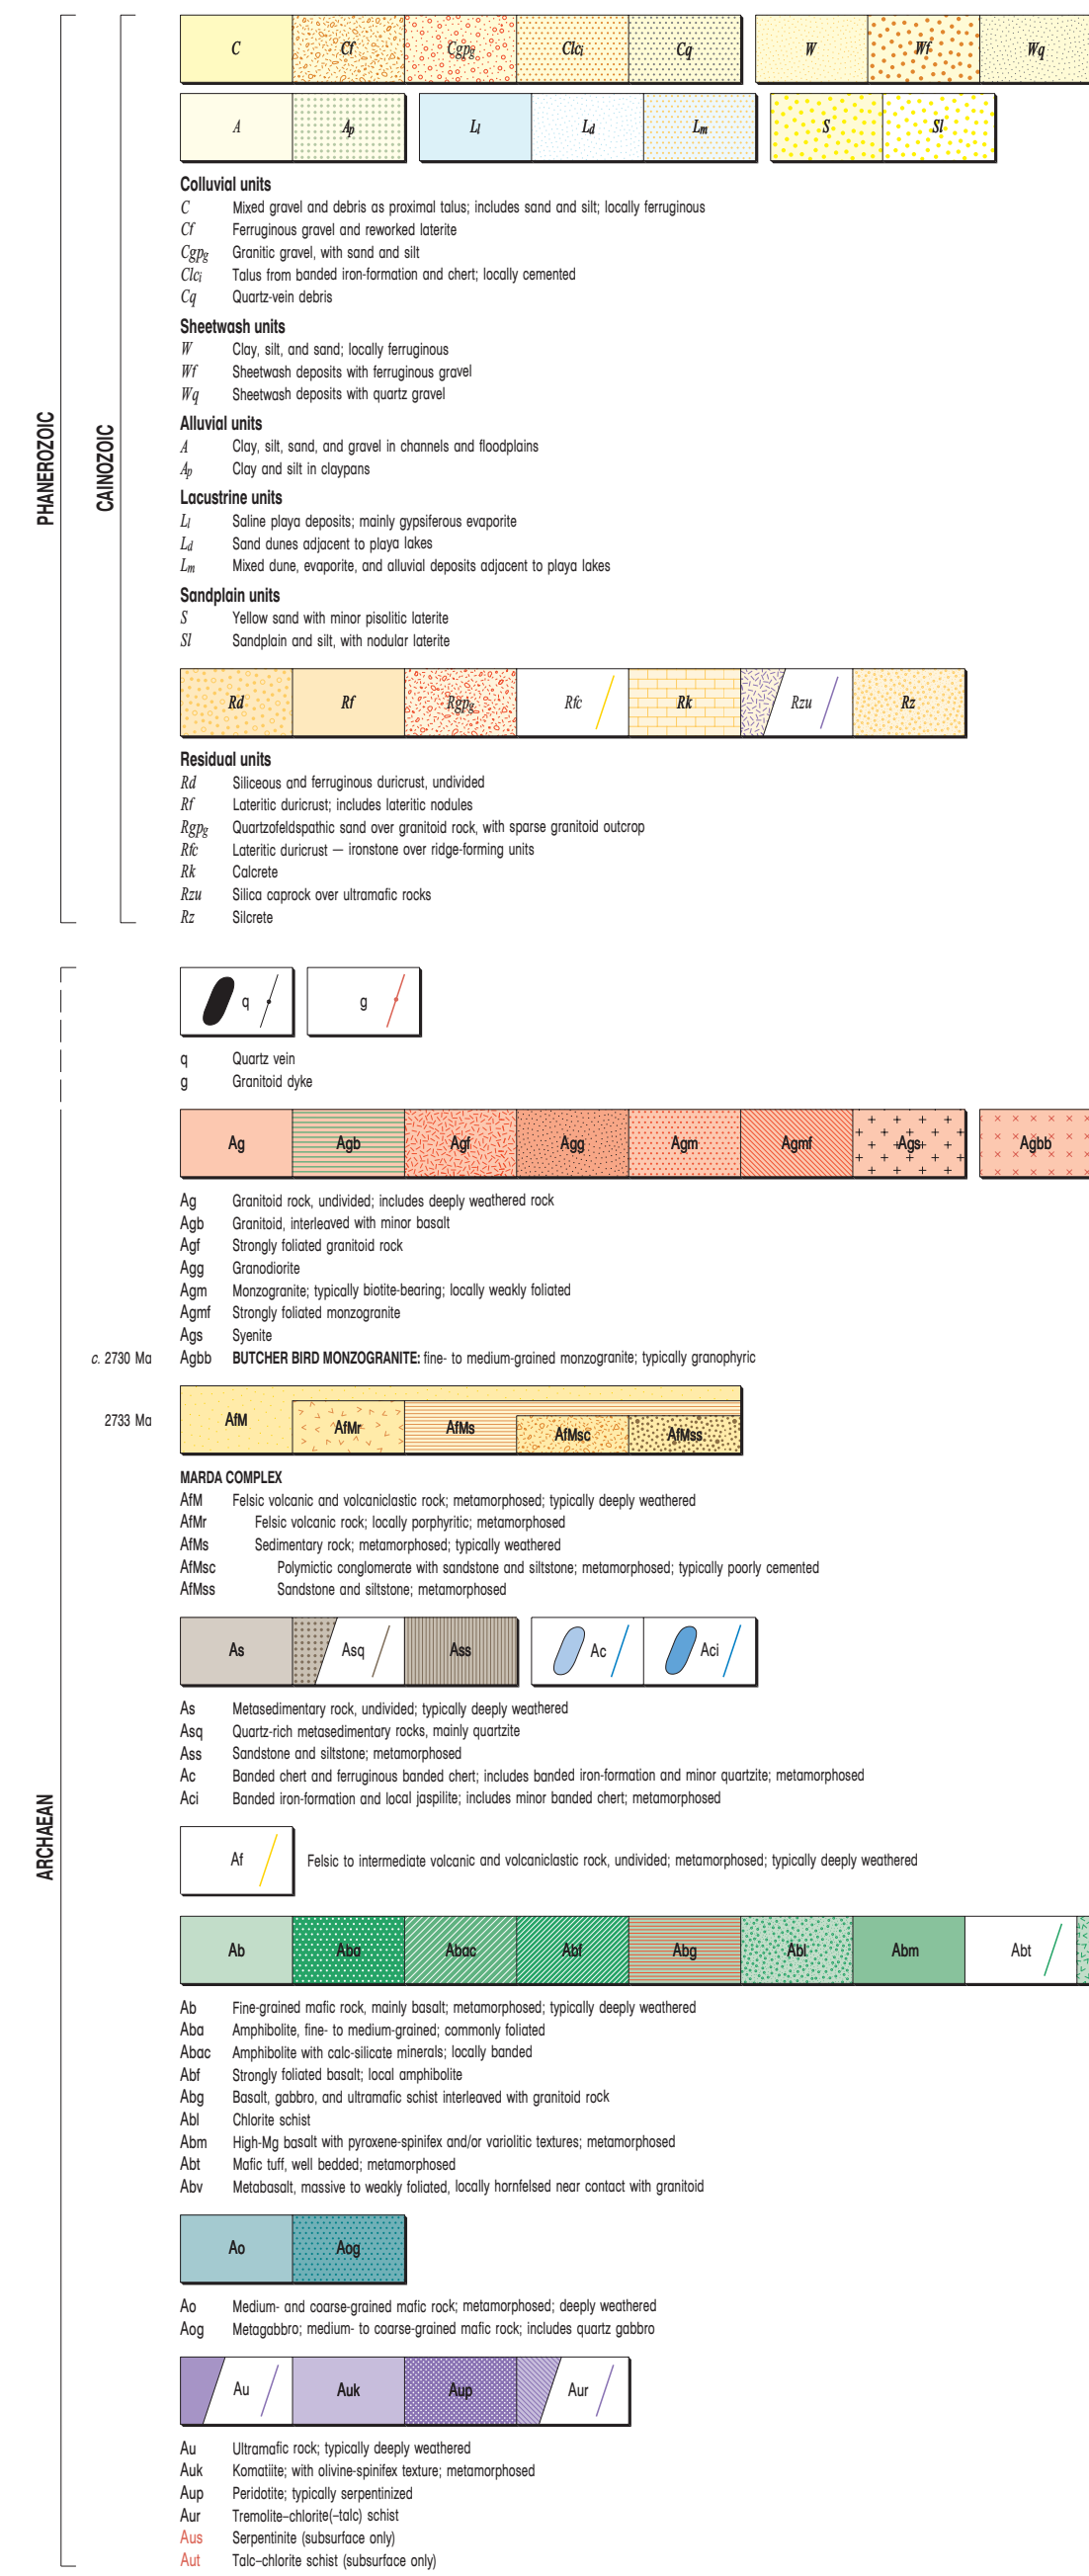 C Cf Cgpg Clci Cq W Wf Wq
A Ap Ll Ld Lm S Sl
Colluvial units
C Mixed gravel and debris as proximal talus; includes sand and silt; locally ferruginous
Cf Ferruginous gravel and reworked laterite
Cgpg Granitic gravel, with sand and silt
Clci Talus from banded iron-formation and chert; locally cemented
Cq Quartz-vein debris
Sheetwash units
W Clay, silt, and sand; locally ferruginous
Wf Sheetwash deposits with ferruginous gravel
Wq Sheetwash deposits with quartz gravel
Alluvial units
A Clay, silt, sand, and gravel in channels and floodplains
Ap Clay and silt in claypans
PHANEROZOIC
CAINOZOIC
Lacustrine units
Ll Saline playa deposits; mainly gypsiferous evaporite
Ld Sand dunes adjacent to playa lakes
Lm Mixed dune, evaporite, and alluvial deposits adjacent to playa lakes
Sandplain units
S Yellow sand with minor pisolitic laterite
Sl Sandplain and silt, with nodular laterite
Rd Rf Rgpg Rfc Rk Rzu Rz
Residual units
Rd Siliceous and ferruginous duricrust, undivided
Rf Lateritic duricrust; includes lateritic nodules
Rgpg Quartzofeldspathic sand over granitoid rock, with sparse granitoid outcrop
Rfc Lateritic duricrust — ironstone over ridge-forming units
Rk Calcrete
Rzu Silica caprock over ultramafic rocks
Rz Silcrete
q g
q Quartz vein
g Granitoid dyke
Ag Agb Agf Agg Agm Agmf Ags Agbb
Ag Granitoid rock, undivided; includes deeply weathered rock
Agb Granitoid, interleaved with minor basalt
Agf Strongly foliated granitoid rock
Agg Granodiorite
Agm Monzogranite; typically biotite-bearing; locally weakly foliated
Agmf Strongly foliated monzogranite
Ags Syenite
c. 2730 Ma Agbb BUTCHER BIRD MONZOGRANITE: fine- to medium-grained monzogranite; typically granophyric
2733 Ma AfM AfMr AfMs AfMsc AfMss
MARDA COMPLEX
AfM Felsic volcanic and volcaniclastic rock; metamorphosed; typically deeply weathered
AfMr Felsic volcanic rock; locally porphyritic; metamorphosed
AfMs Sedimentary rock; metamorphosed; typically weathered
AfMsc Polymictic conglomerate with sandstone and siltstone; metamorphosed; typically poorly cemented
AfMss Sandstone and siltstone; metamorphosed
As Asq Ass Ac Aci
As Metasedimentary rock, undivided; typically deeply weathered
Asq Quartz-rich metasedimentary rocks, mainly quartzite
Ass Sandstone and siltstone; metamorphosed
Ac Banded chert and ferruginous banded chert; includes banded iron-formation and minor quartzite; metamorphosed
Aci Banded iron-formation and local jaspilite; includes minor banded chert; metamorphosed
ARCHAEAN
Af Felsic to intermediate volcanic and volcaniclastic rock, undivided; metamorphosed; typically deeply weathered
Ab Aba Abac Abf Abg Abl Abm Abt
Ab Fine-grained mafic rock, mainly basalt; metamorphosed; typically deeply weathered
Aba Amphibolite, fine- to medium-grained; commonly foliated
Abac Amphibolite with calc-silicate minerals; locally banded
Abf Strongly foliated basalt; local amphibolite
Abg Basalt, gabbro, and ultramafic schist interleaved with granitoid rock
Abl Chlorite schist
Abm High-Mg basalt with pyroxene-spinifex and/or variolitic textures; metamorphosed
Abt Mafic tuff, well bedded; metamorphosed
Abv Metabasalt, massive to weakly foliated, locally hornfelsed near contact with granitoid
Ao Aog
Ao Medium- and coarse-grained mafic rock; metamorphosed; deeply weathered
Aog Metagabbro; medium- to coarse-grained mafic rock; includes quartz gabbro
Au Auk Aup Aur
Au Ultramafic rock; typically deeply weathered
Auk Komatiite; with olivine-spinifex texture; metamorphosed
Aup Peridotite; typically serpentinized
Aur Tremolite–chlorite(–talc) schist
Aus Serpentinite (subsurface only)
Aut Talc–chlorite schist (subsurface only)